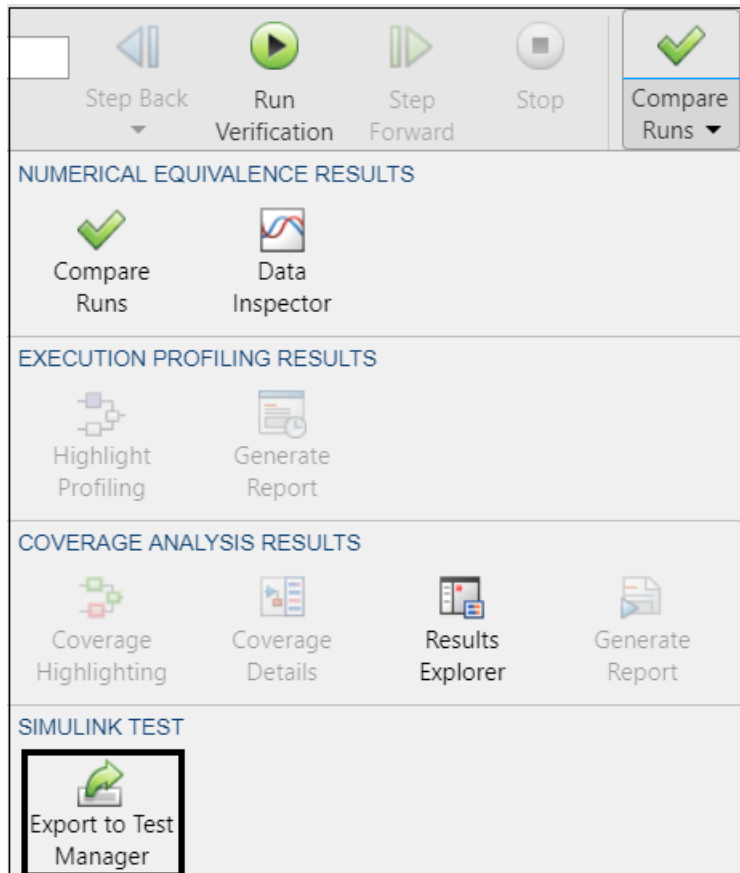 Step Back
Run
Verification
Step
Forward
Stop
Compare
Runs
NUMERICAL EQUIVALENCE RESULTS
Compare
Runs
Data
Inspector
EXECUTION PROFILING RESULTS
Highlight
Profiling
Generate
Report
COVERAGE ANALYSIS RESULTS
Coverage
Highlighting
Coverage
Details
Results
Explorer
Generate
Report
SIMULINK TEST
Export to Test
Manager